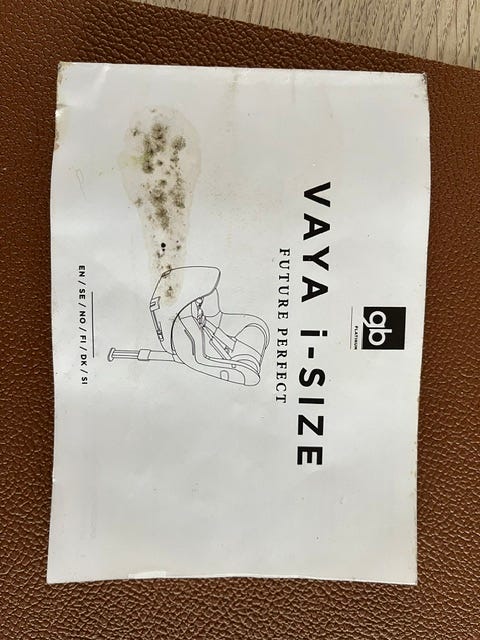 gb
PLATINUM
VAYA i-SIZE
FUTURE PERFECT
EN / SE / NO / FI / DK / SI